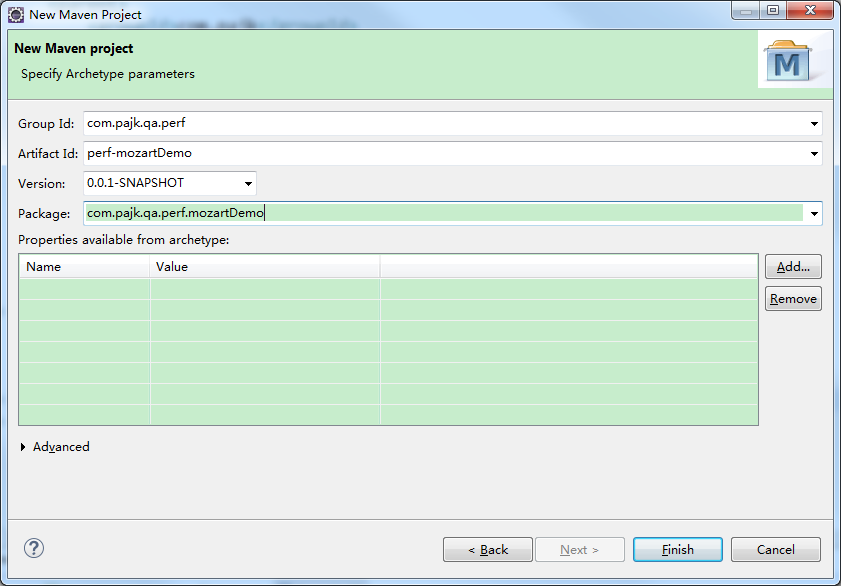 New Maven Project
New Maven project
Specify Archetype parameters
M
Group Id: com.pajk.qa.perf
Artifact Id: perf-mozartDemo
Version: 0.0.1-SNAPSHOT
Package: com.pajk.qa.perf.mozartDemo
Properties available from archetype:
Name Value
Add...
Remove
Advanced
? < Back Next > Finish Cancel